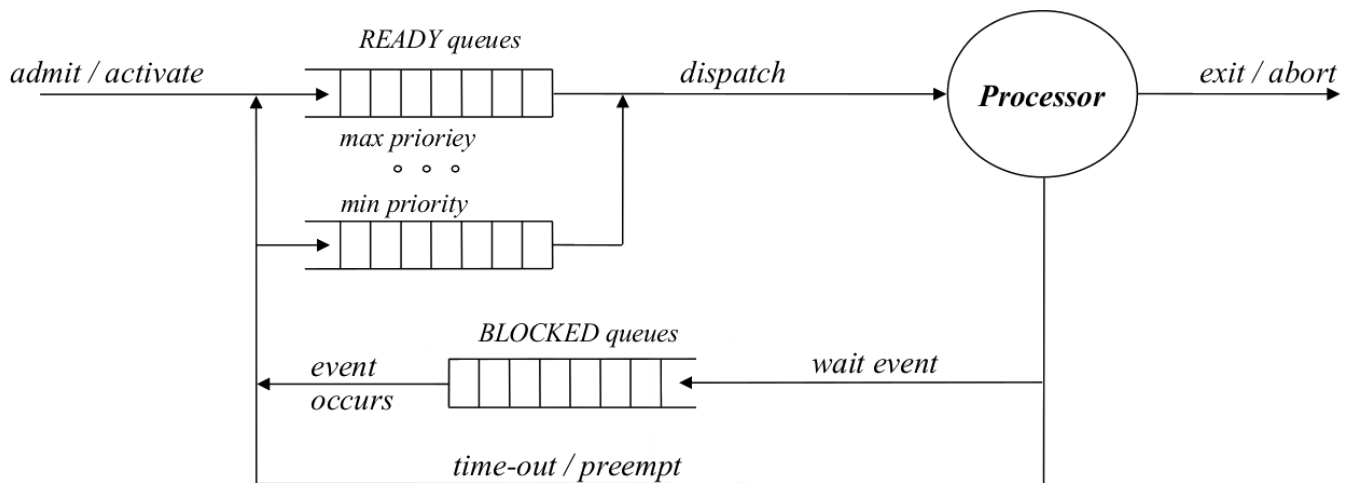 READY queues
admit / activate
dispatch
exit / abort
Processor
max prioriey
min priority
BLOCKED queues
event
occurs
wait event
time-out / preempt